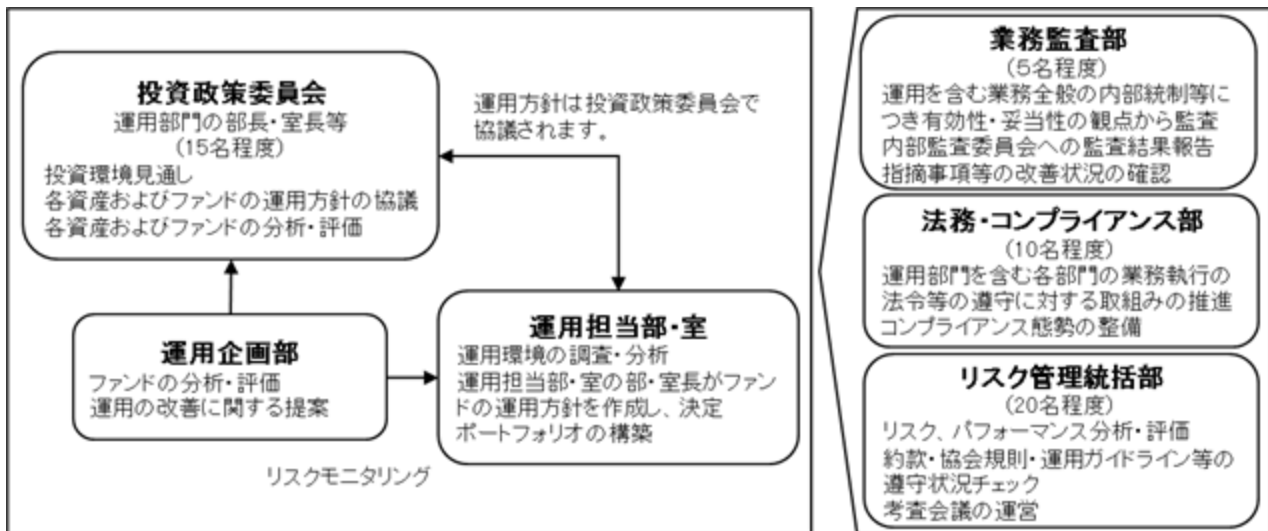 投資政策委員会
運用部門の部長・室長等
(15名程度)
投資環境見通し
各資産およびファンドの運用方針の協議
各資産およびファンドの分析・評価
運用方針は投資政策委員会で
協議されます。
運用企画部
ファンドの分析・評価
運用の改善に関する提案
運用担当部・室
運用環境の調査・分析
運用担当部・室の部・室長がファン
ドの運用方針を作成し、決定
ポートフォリオの構築
リスクモニタリング
業務監査部
(5名程度)
運用を含む業務全般の内部統制等に
つき有効性・妥当性の観点から監査
内部監査委員会への監査結果報告
指摘事項等の改善状況の確認
法務・コンプライアンス部
(10名程度)
運用部門を含む各部門の業務執行の
法令等の遵守に対する取組みの推進
コンプライアンス態勢の整備
リスク管理統括部
(20名程度)
リスク、パフォーマンス分析・評価
約款・協会規則・運用ガイドライン等の
遵守状況チェック
考査会議の運営